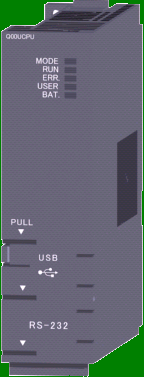 Q00UCPU
MODE
RUN
ERR.
USER
BAT.
PULL
USB
RS-232